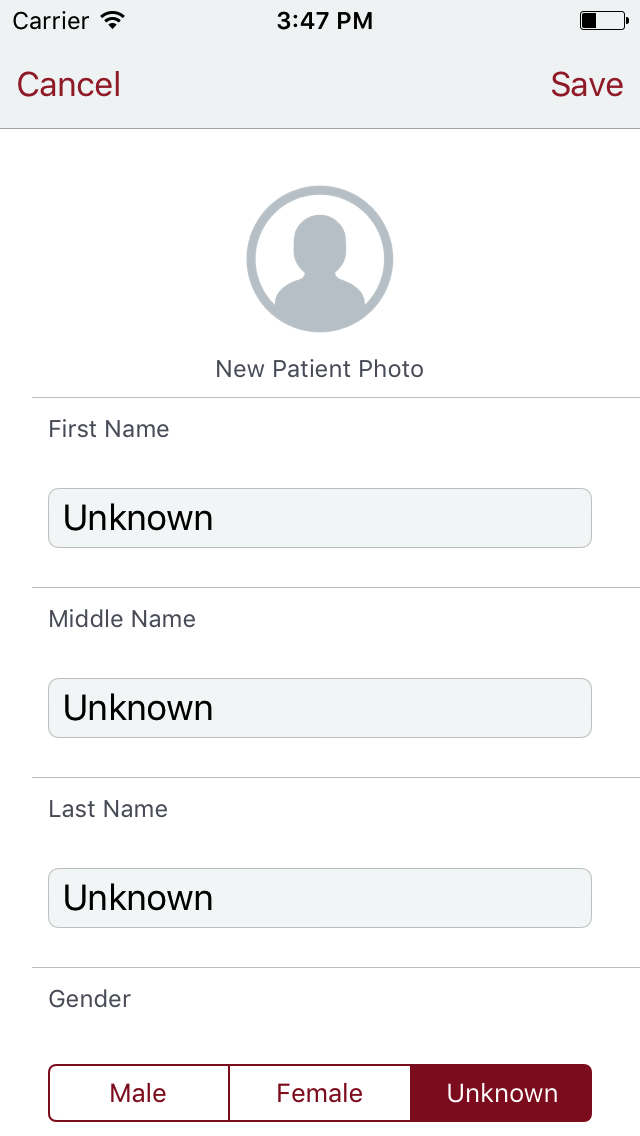 Carrier 3:47 PM
Cancel Save
New Patient Photo
First Name
Unknown
Middle Name
Unknown
Last Name
Unknown
Gender
Male Female Unknown